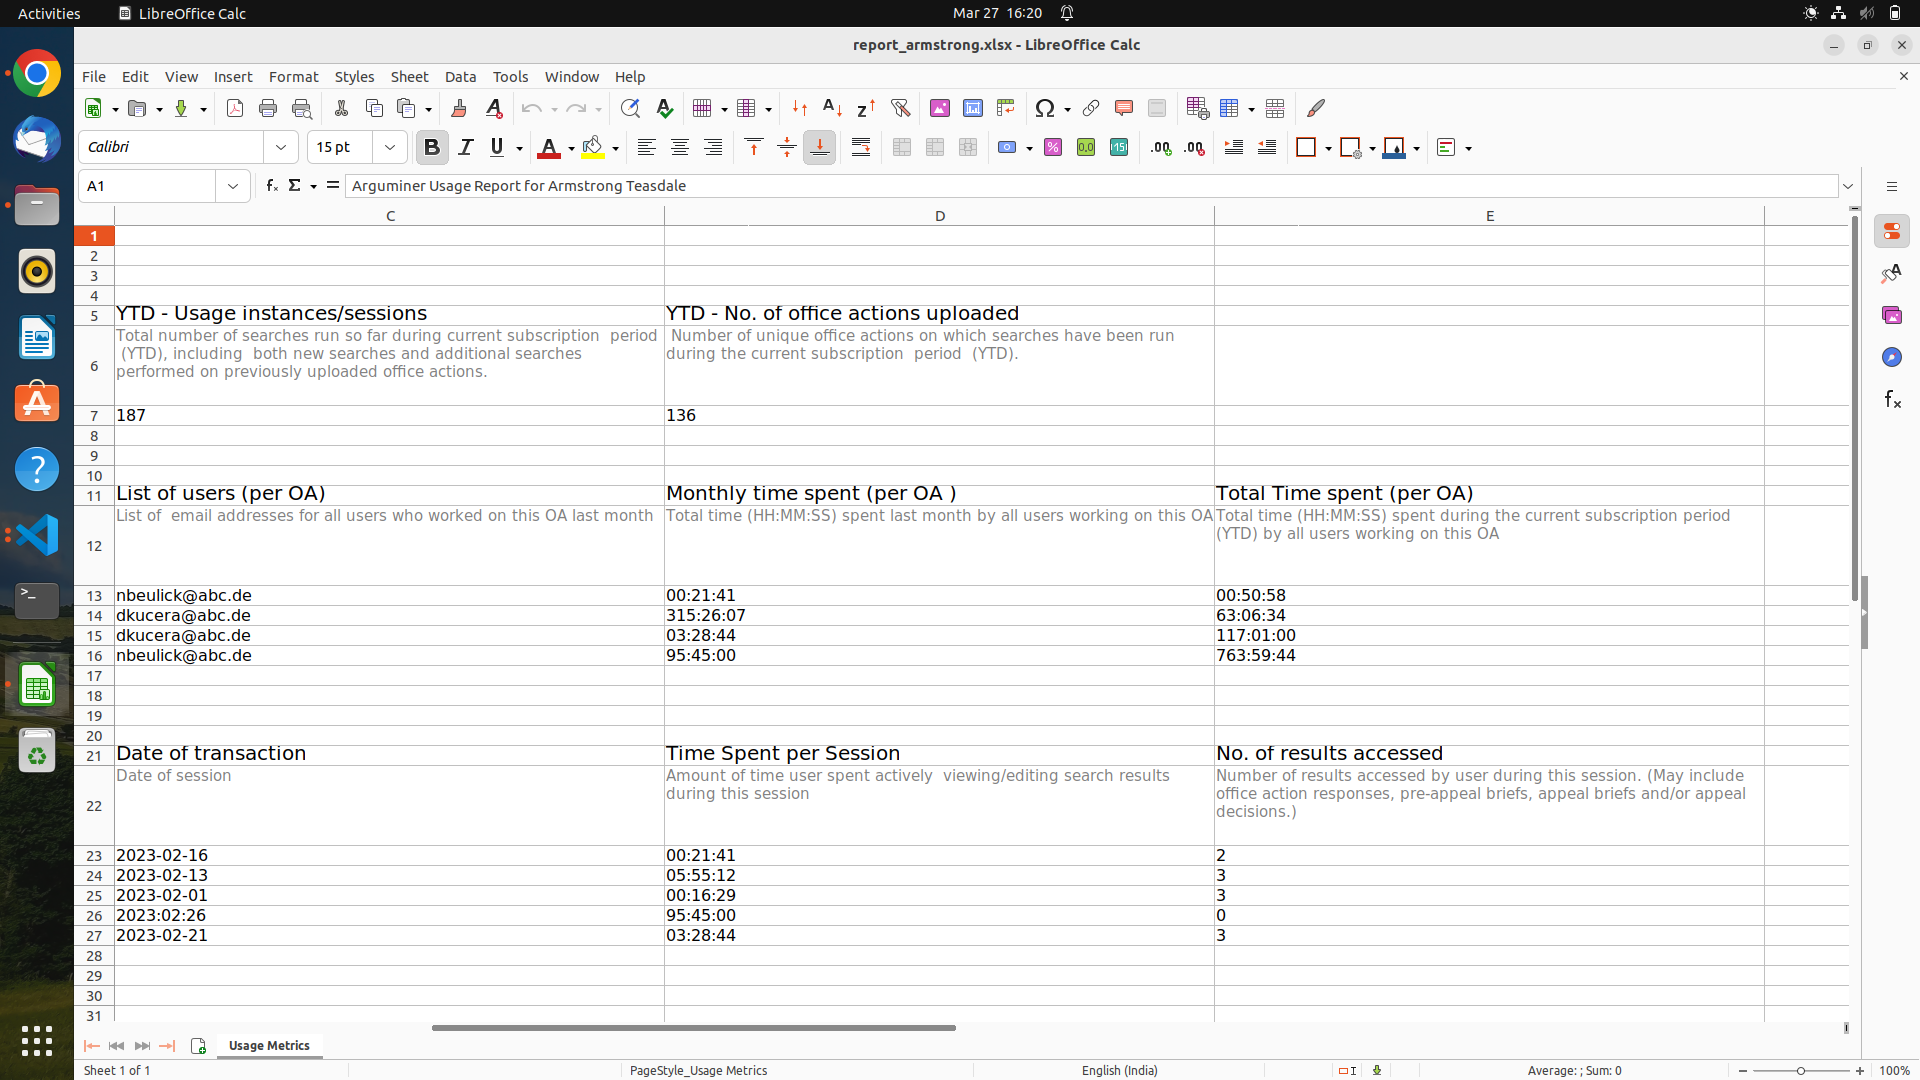 Activities
LibreOffice Calc
Mar 27 16:20
report_armstrong.xlsx - LibreOffice Calc
File Edit View Insert Format Styles Sheet Data Tools Window Help
Calibri
15 pt
A1
Arguminer Usage Report for Armstrong Teasdale
C D E
1
2
3
4
5 YTD - Usage instances/sessions YTD - No. of office actions uploaded
6
Total number of searches run so far during current subscription period
(YTD), including both new searches and additional searches
performed on previously uploaded office actions.
Number of unique office actions on which searches have been run
during the current subscription period (YTD).
7 187 136
8
9
10
11 List of users (per OA) Monthly time spent (per OA ) Total Time spent (per OA)
12
List of email addresses for all users who worked on this OA last month
Total time (HH:MM:SS) spent last month by all users working on this OA
Total time (HH:MM:SS) spent during the current subscription period
(YTD) by all users working on this OA
13 nbeulick@abc.de 00:21:41 00:50:58
14 dkucera@abc.de 315:26:07 63:06:34
15 dkucera@abc.de 03:28:44 117:01:00
16 nbeulick@abc.de 95:45:00 763:59:44
17
18
19
20
21 Date of transaction Time Spent per Session No. of results accessed
22
Date of session
Amount of time user spent actively viewing/editing search results
during this session
Number of results accessed by user during this session. (May include
office action responses, pre-appeal briefs, appeal briefs and/or appeal
decisions.)
23 2023-02-16 00:21:41 2
24 2023-02-13 05:55:12 3
25 2023-02-01 00:16:29 3
26 2023:02:26 95:45:00 0
27 2023-02-21 03:28:44 3
28
29
30
31
Usage Metrics
Sheet 1 of 1
PageStyle_Usage Metrics
English (India)
Average: ; Sum: 0
100%